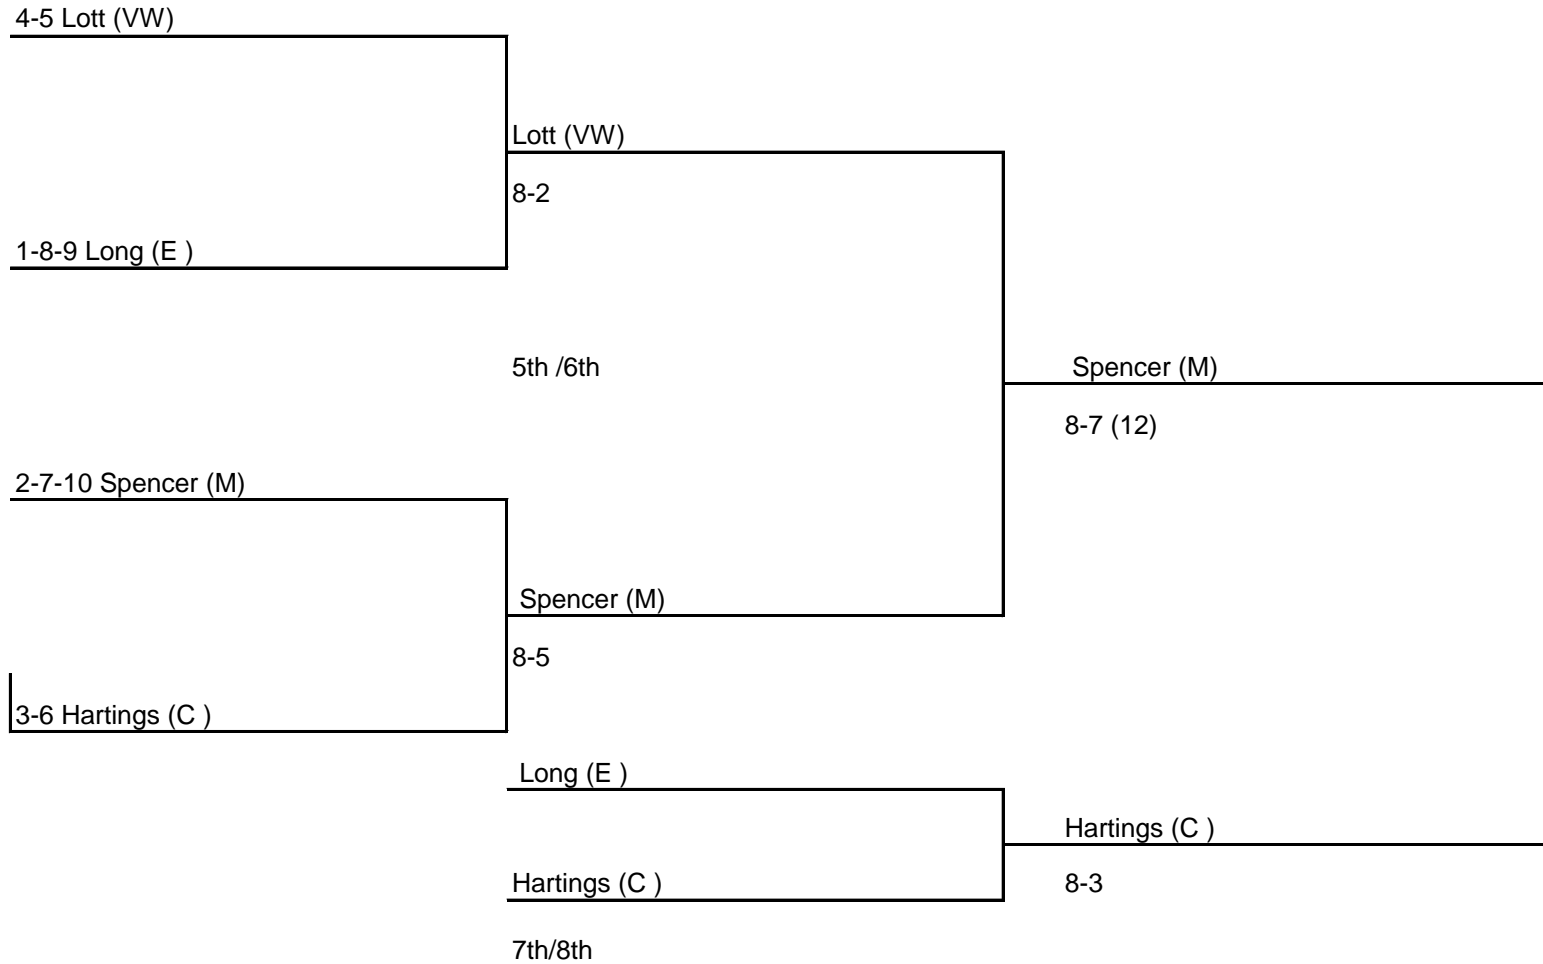 4-5 Lott (VW)
Lott (VW)
8-2
1-8-9 Long (E )
5th /6th
Spencer (M)
8-7 (12)
2-7-10 Spencer (M)
Spencer (M)
8-5
3-6 Hartings (C )
Long (E )
Hartings (C )
Hartings (C )
8-3
7th/8th